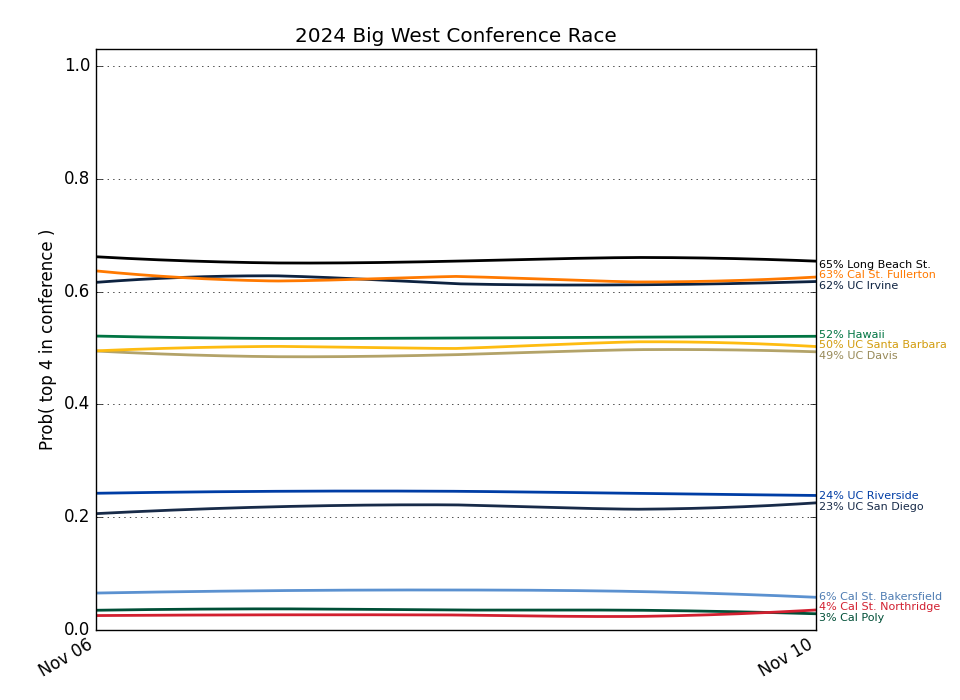 2024 Big West Conference Race
Prob( top 4 in conference )
1.0
0.8
0.6
0.4
0.2
0.0
Nov 06
Nov 10
65% Long Beach St.
63% Cal St. Fullerton
62% UC Irvine
52% Hawaii
50% UC Santa Barbara
49% UC Davis
24% UC Riverside
23% UC San Diego
6% Cal St. Bakersfield
4% Cal St. Northridge
3% Cal Poly